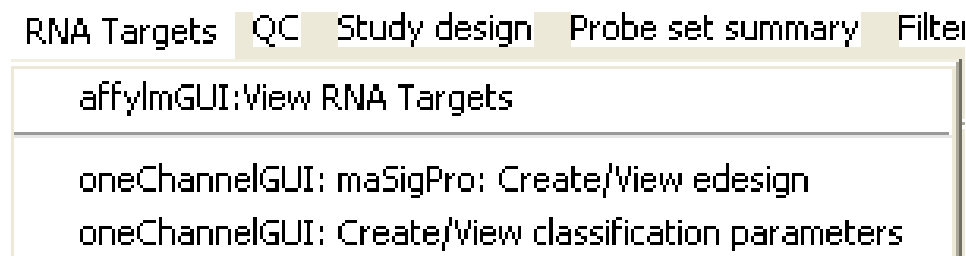 RNA Targets QC Study design Probe set summary Filter
affylmGUI:View RNA Targets
oneChannelGUI: maSigPro: Create/View edesign
oneChannelGUI: Create/View classification parameters